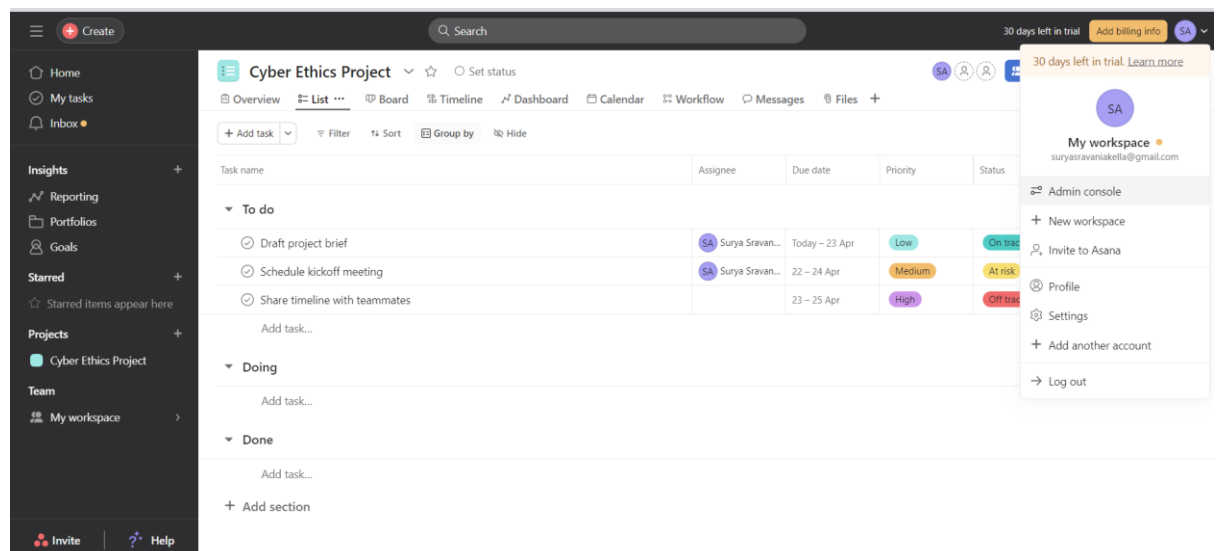 Create
Search
30 days left in trial Add billing info SA
Home
My tasks
Inbox
Insights +
Reporting
Portfolios
Goals
Starred +
Starred items appear here
Projects +
Cyber Ethics Project
Team
My workspace
Invite
Help
Cyber Ethics Project Set status SA
Overview List ... Board Timeline Dashboard Calendar Workflow Messages Files +
+ Add task Filter Sort Group by Hide
Task name Assignee Due date Priority Status
To do
Draft project brief SA Surya Sravan... Today – 23 Apr Low On trac
Schedule kickoff meeting SA Surya Sravan... 22 – 24 Apr Medium At risk
Share timeline with teammates 23 – 25 Apr High Off trac
Add task...
Doing
Add task...
Done
Add task...
+ Add section
30 days left in trial. Learn more
SA
My workspace
suryasravaniakella@gmail.com
Admin console
+ New workspace
Invite to Asana
Profile
Settings
+ Add another account
Log out